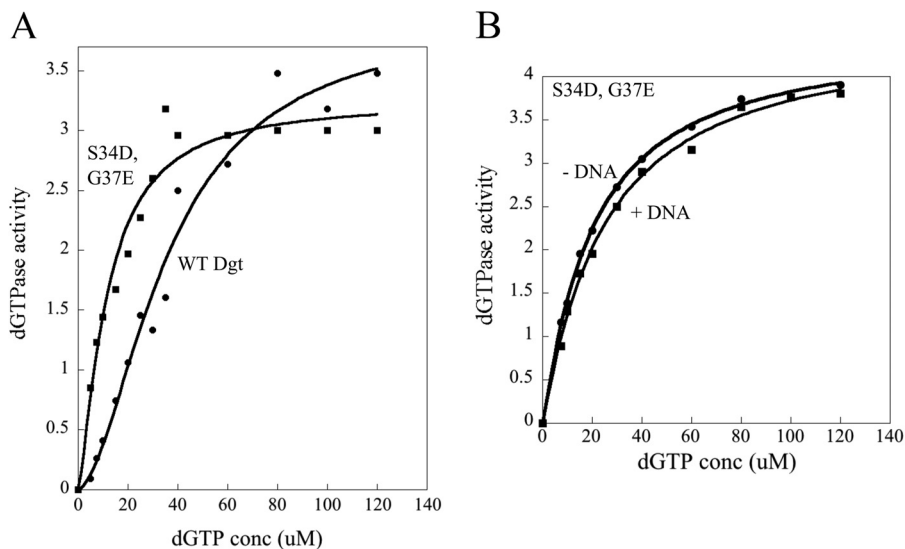 A
3.5
3
2.5
2
1.5
1
0.5
0
0 20 40 60 80 100 120 140
dGTPase activity
dGTP conc (uM)
S34D,
G37E
WT Dgt
B
4
3.5
3
2.5
2
1.5
1
0.5
0
0 20 40 60 80 100 120 140
dGTPase activity
dGTP conc (uM)
S34D, G37E
- DNA
+ DNA